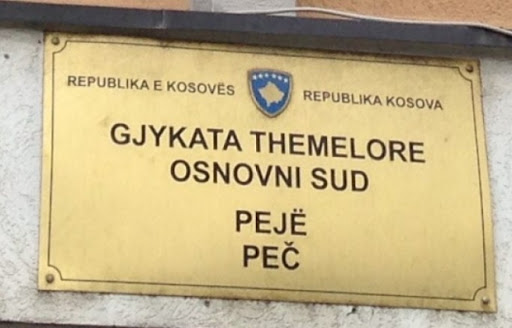 REPUBLIKA E KOSOVËS REPUBLIKA KOSOVA
GJYKATA THEMELORE
OSNOVNI SUD
PEJË
PEČ